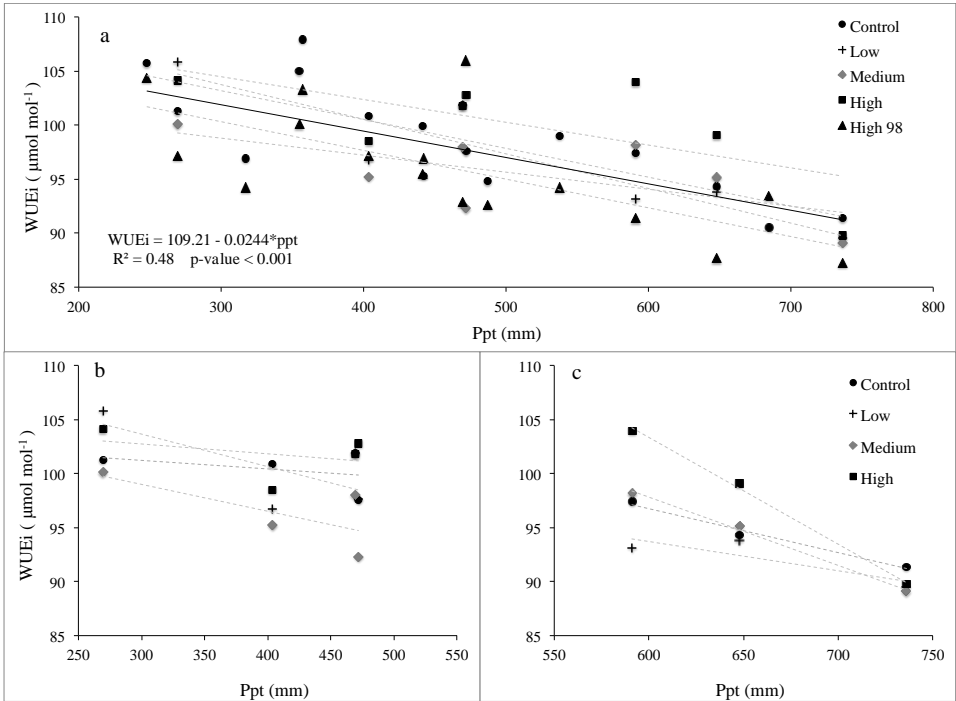 110
105
100
95
90
85
WUEi ( µmol mol-1 )
a
Control
Low
Medium
High
High 98
WUEi = 109.21 - 0.0244*ppt
R² = 0.48 p-value < 0.001
200 300 400 500 600 700 800
Ppt (mm)
110
105
100
95
90
85
WUEi ( µmol mol-1 )
b
250 300 350 400 450 500 550
Ppt (mm)
110
105
100
95
90
85
c
Control
Low
Medium
High
550 600 650 700 750
Ppt (mm)